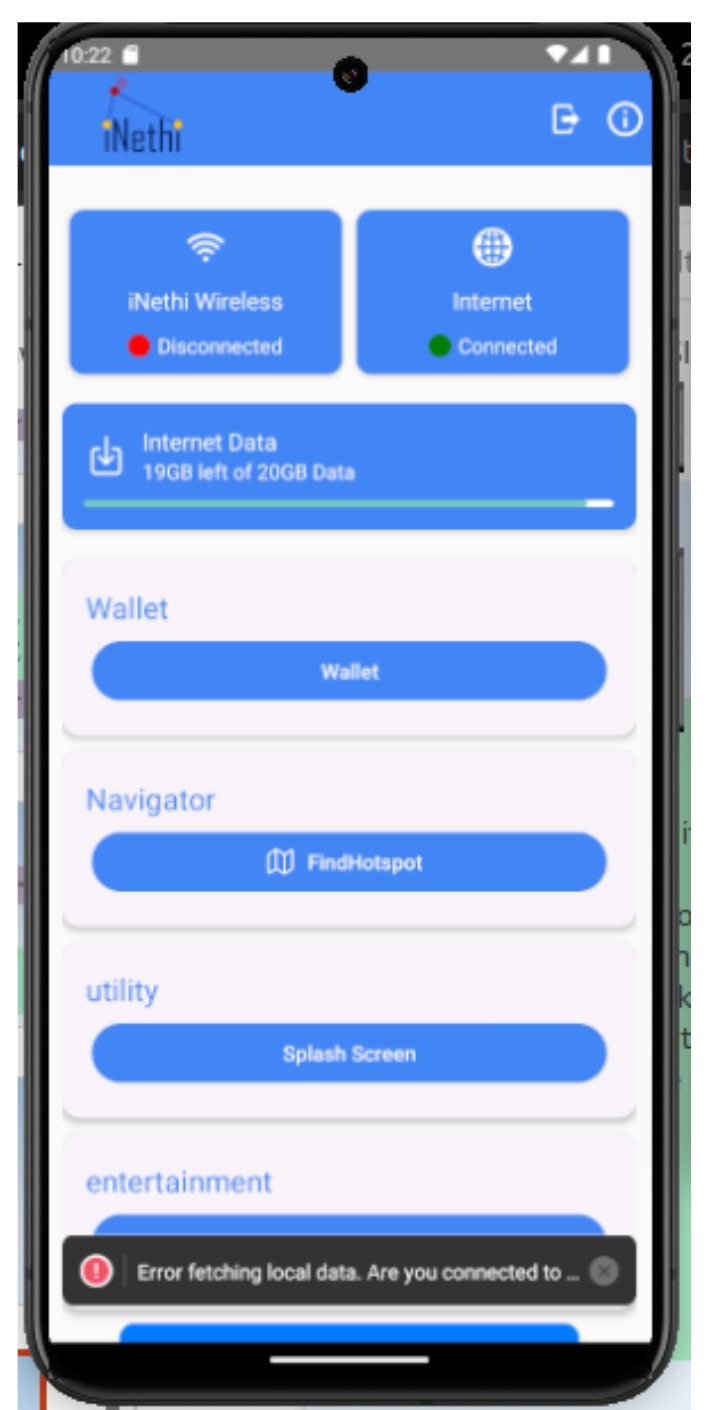 10:22
iNethi
iNethi Wireless
Disconnected
Internet
Connected
Internet Data
19GB left of 20GB Data
Wallet
Wallet
Navigator
FindHotspot
utility
Splash Screen
entertainment
Error fetching local data. Are you connected to ...